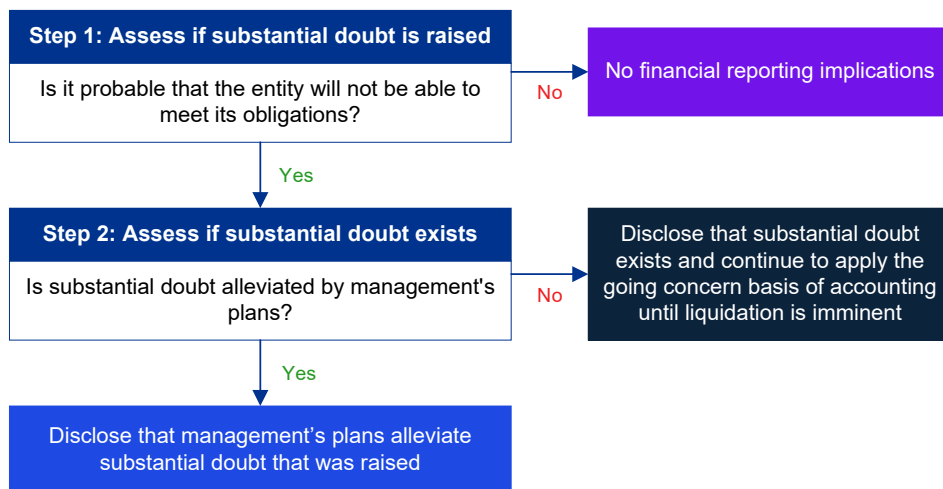 Step 1: Assess if substantial doubt is raised
Is it probable that the entity will not be able to
meet its obligations?
No
No financial reporting implications
Yes
Step 2: Assess if substantial doubt exists
Is substantial doubt alleviated by management's
plans?
No
Disclose that substantial doubt
exists and continue to apply the
going concern basis of accounting
until liquidation is imminent
Yes
Disclose that management’s plans alleviate
substantial doubt that was raised